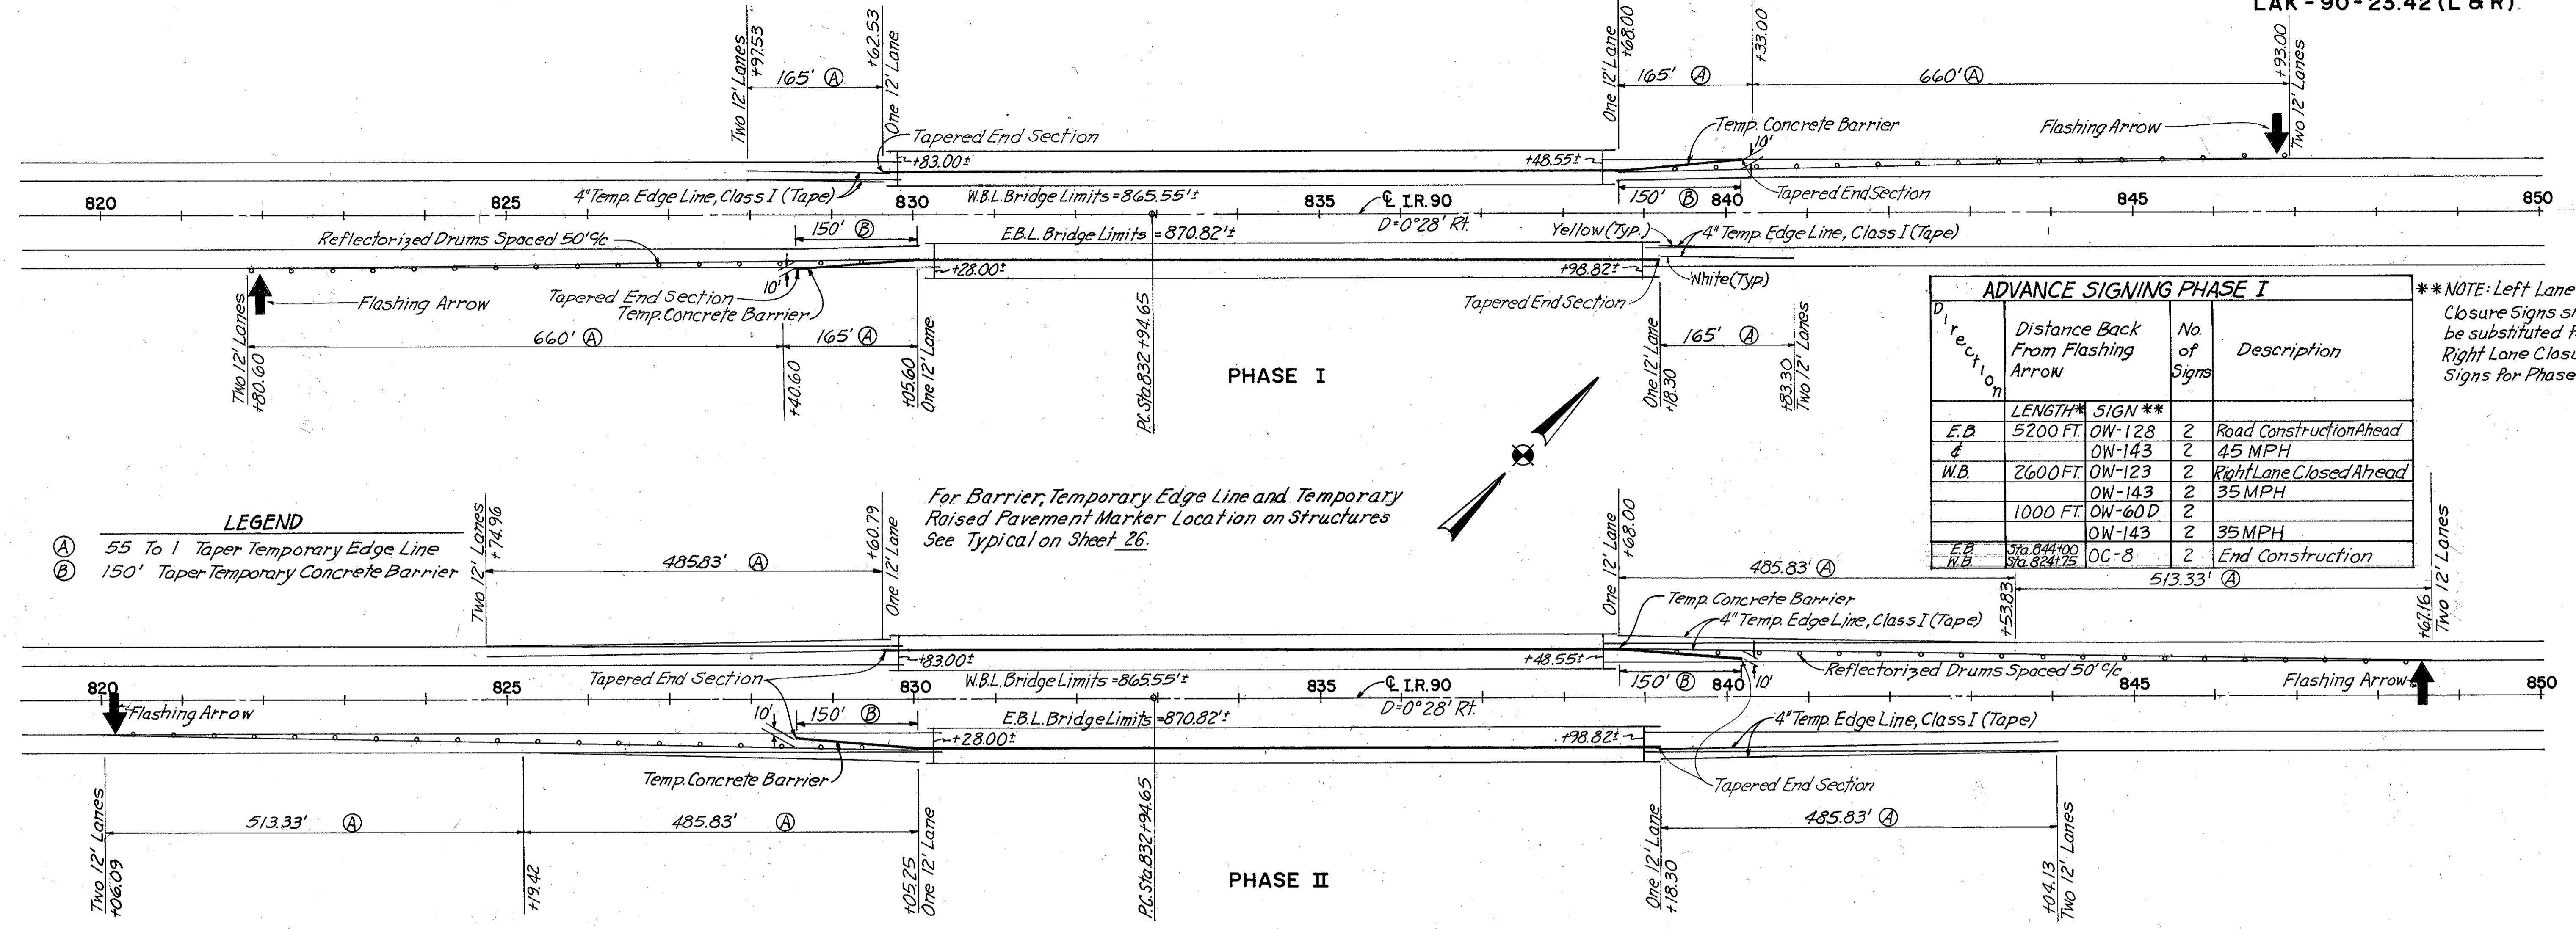 LAK-90-23.42 (L & R)
Two 12' Lanes
+97.53
165' Ⓐ
+62.53
One 12' Lane
One 12' Lane
+68.00
165' Ⓐ
+33.00
660' Ⓐ
+93.00
Two 12' Lanes
Tapered End Section
Temp. Concrete Barrier
10'
Flashing Arrow
+83.00±
+48.55±
4" Temp. Edge Line, Class I (Tape)
W.B.L. Bridge Limits = 865.55'±
150' Ⓑ
Tapered End Section
820
825
830
835
℄ I.R. 90
840
845
850
D=0°28' Rt.
Reflectorized Drums Spaced 50' c/c
150' Ⓑ
E.B.L. Bridge Limits = 870.82'±
Yellow (Typ.)
4" Temp. Edge Line, Class I (Tape)
+28.00±
+98.82±
White (Typ.)
10'
Flashing Arrow
Tapered End Section
Temp. Concrete Barrier
Tapered End Section
660' Ⓐ
165' Ⓐ
165' Ⓐ
Two 12' Lanes
+80.60
+40.60
+05.60
One 12' Lane
P.C. Sta. 832+94.65
PHASE I
One 12' Lane
+18.30
+83.30
Two 12' Lanes
ADVANCE SIGNING PHASE I
Direction
Distance Back From Flashing Arrow
No. of Signs
Description
LENGTH* SIGN **
E.B. 5200 FT. OW-128 2 Road Construction Ahead
& OW-143 2 45 MPH
W.B. 2600 FT. OW-123 2 Right Lane Closed Ahead
OW-143 2 35 MPH
1000 FT. OW-60D 2
OW-143 2 35 MPH
E.B. Sta. 844+00 OC-8 2 End Construction
W.B. Sta. 824+75
** NOTE: Left Lane
Closure Signs
be substituted
Right Lane
Signs for Phase
LEGEND
Ⓐ 55 To 1 Taper Temporary Edge Line
Ⓑ 150' Taper Temporary Concrete Barrier
For Barrier, Temporary Edge Line and Temporary
Raised Pavement Marker Location on Structures
See Typical on Sheet 26.
Two 12' Lanes
+74.96
485.83' Ⓐ
+60.79
One 12' Lane
One 12' Lane
+68.00
485.83' Ⓐ
+53.83
513.33' Ⓐ
+67.16
Two 12' Lanes
Temp. Concrete Barrier
4" Temp. Edge Line, Class I (Tape)
+83.00±
+48.55±
Tapered End Section
W.B.L. Bridge Limits = 865.55'±
150' Ⓑ
10'
Reflectorized Drums Spaced 50' c/c
Flashing Arrow
820
825
830
835
℄ I.R. 90
840
845
850
D=0°28' Rt.
Flashing Arrow
10'
150' Ⓑ
E.B.L. Bridge Limits = 870.82'±
4" Temp. Edge Line, Class I (Tape)
+28.00±
+98.82±
Temp. Concrete Barrier
Tapered End Section
513.33' Ⓐ
485.83' Ⓐ
485.83' Ⓐ
Two 12' Lanes
+06.09
+19.42
+05.25
One 12' Lane
P.C. Sta. 832+94.65
PHASE II
One 12' Lane
+18.30
+04.13
Two 12' Lanes